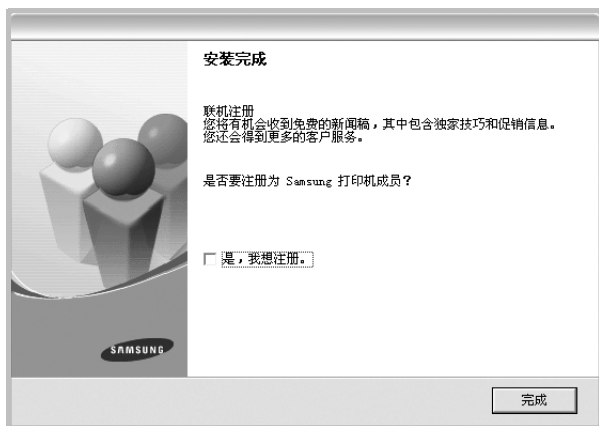 安装完成
联机注册
您将有机会收到免费的新闻稿，其中包含独家技巧和促销信息。
您还会得到更多的客户服务。
是否要注册为 Samsung 打印机成员？
是，我想注册。
SAMSUNG
完成